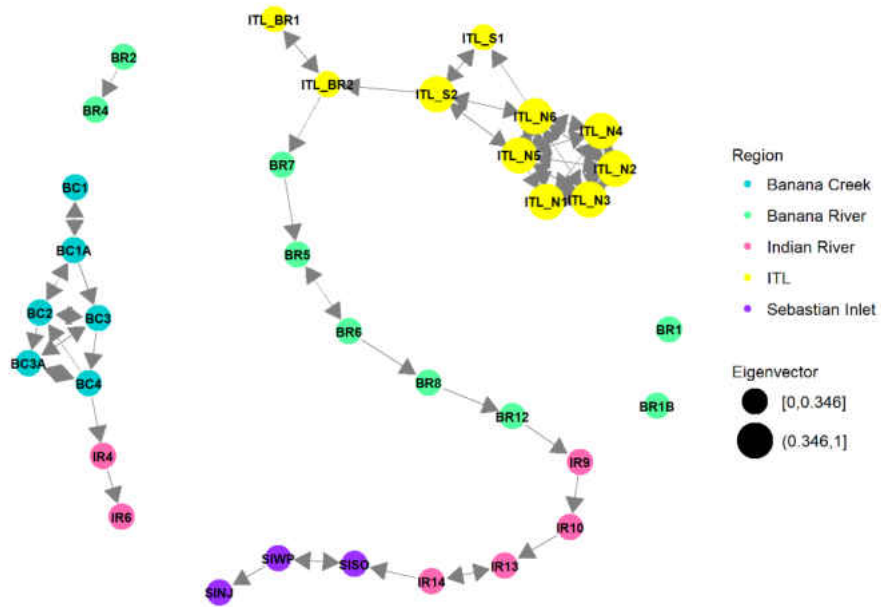 ITL_BR1
ITL_S1
BR2
ITL_BR2
ITL_S2
BR4
ITL_N6
ITL_N4
ITL_N5
ITL_N2
BR7
Region
BC1
ITL_N1
ITL_N3
Banana Creek
Banana River
BC1A
BR5
Indian River
ITL
BC2
BC3
Sebastian Inlet
BR6
BR1
BC3A
BC4
BR8
Eigenvector
BR12
BR1B
[0,0.346]
(0.346,1]
IR4
IR9
IR6
IR10
SIWP
SISO
IR13
SINJ
IR14